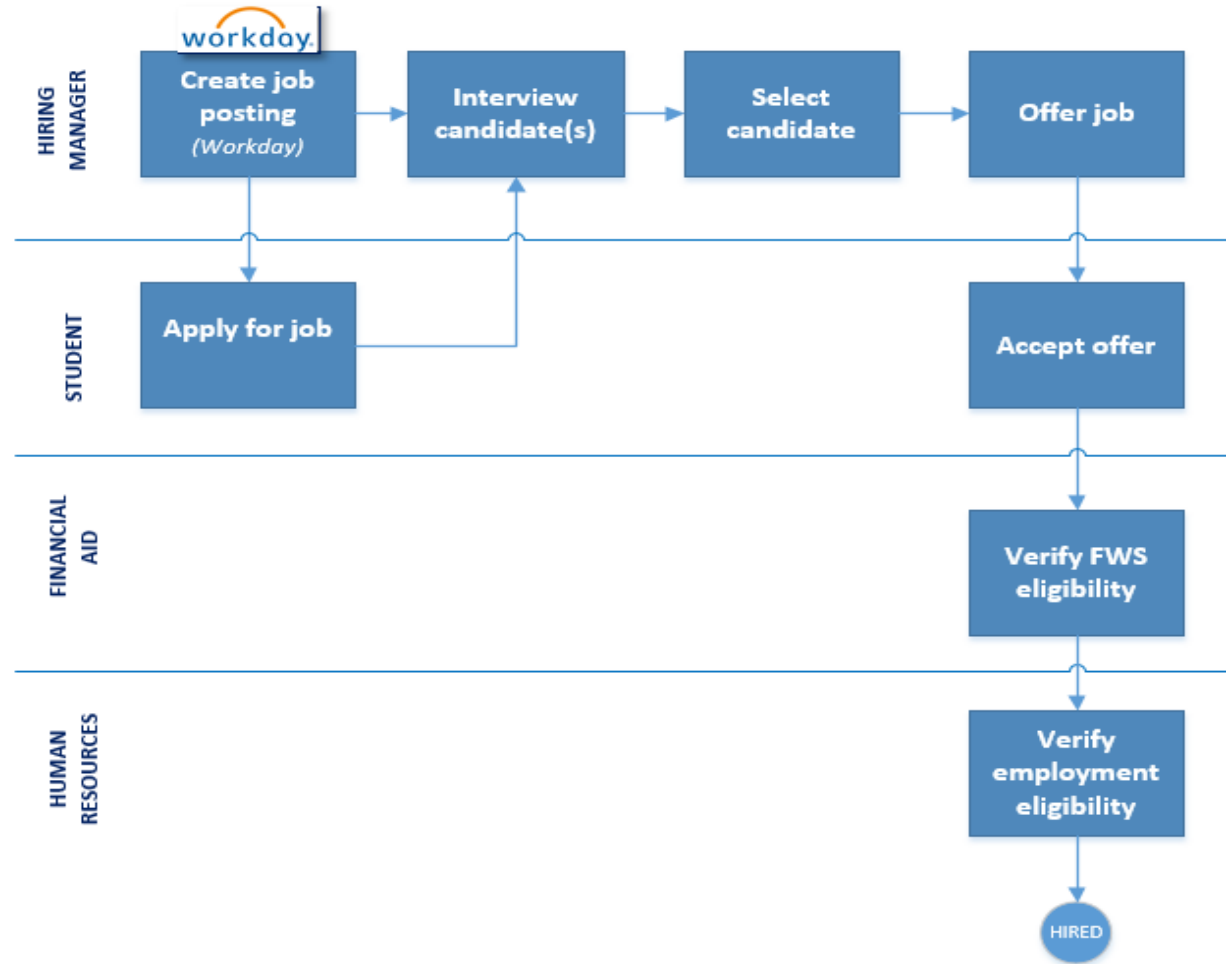 workday.
HIRING
MANAGER
Create job
posting
(Workday)
Interview
candidate(s)
Select
candidate
Offer job
STUDENT
Apply for job
Accept offer
FINANCIAL
AID
Verify FWS
eligibility
HUMAN
RESOURCES
Verify
employment
eligibility
HIRED